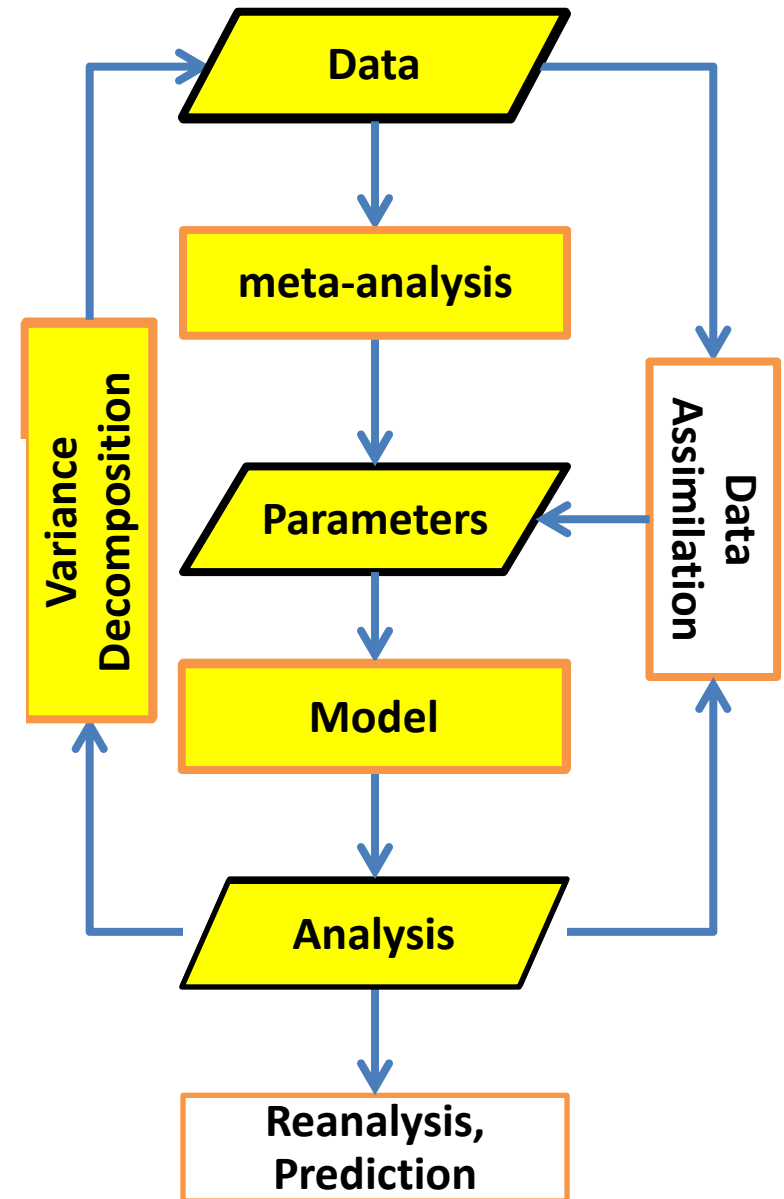 Data
meta-analysis
Variance
Decomposition
Data
Assimilation
Parameters
Model
Analysis
Reanalysis,
Prediction